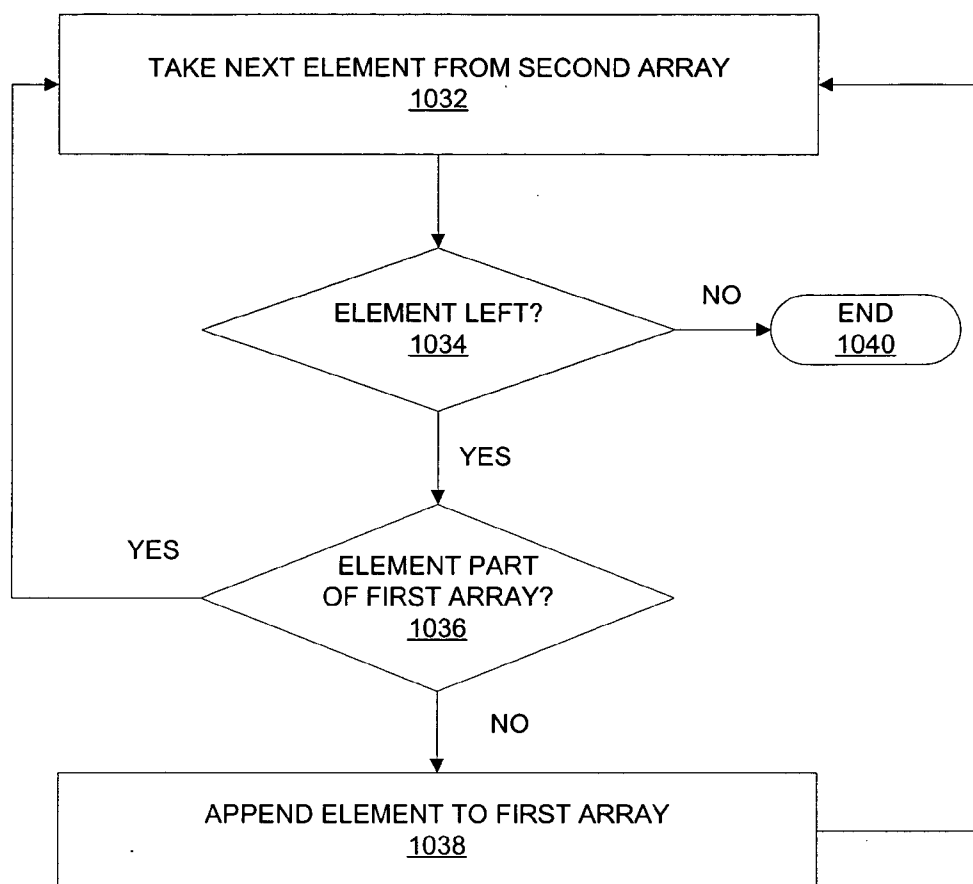 TAKE NEXT ELEMENT FROM SECOND ARRAY
1032
ELEMENT LEFT?
1034
NO
END
1040
YES
YES
ELEMENT PART
OF FIRST ARRAY?
1036
NO
APPEND ELEMENT TO FIRST ARRAY
1038